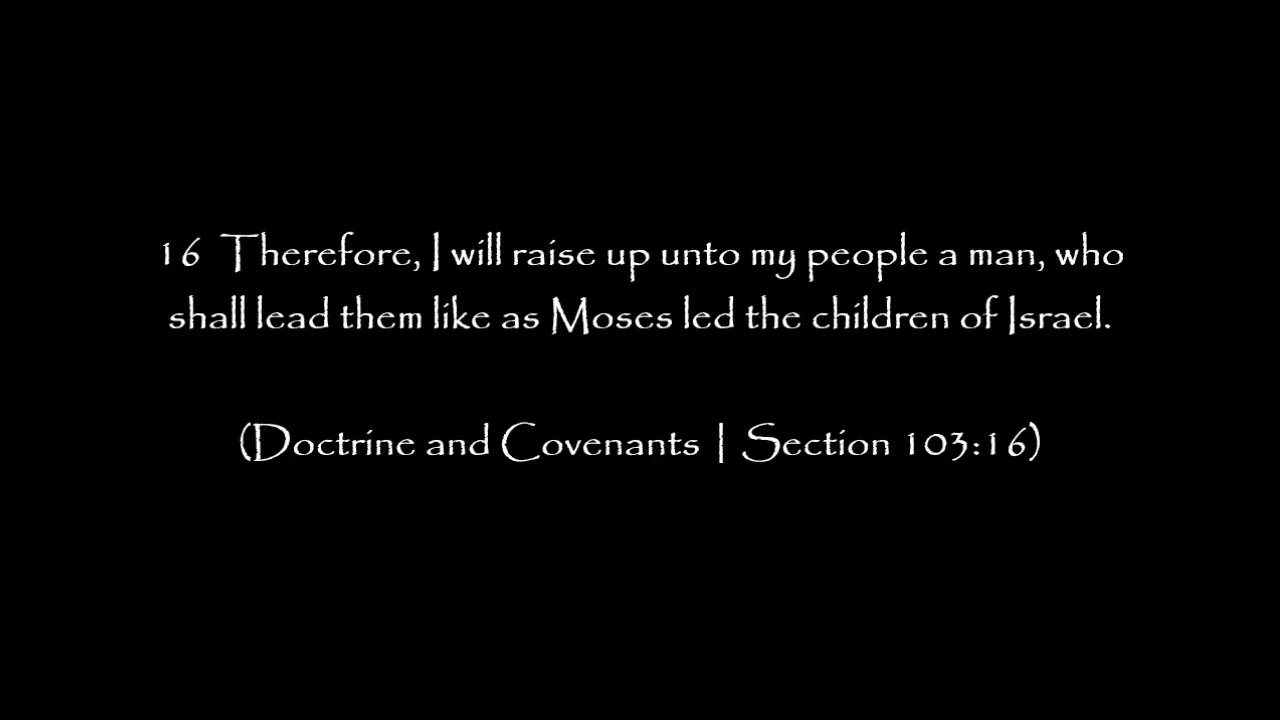 16 Therefore, I will raise up unto my people a man, who
shall lead them like as Moses led the children of Israel.
(Doctrine and Covenants | Section 103:16)